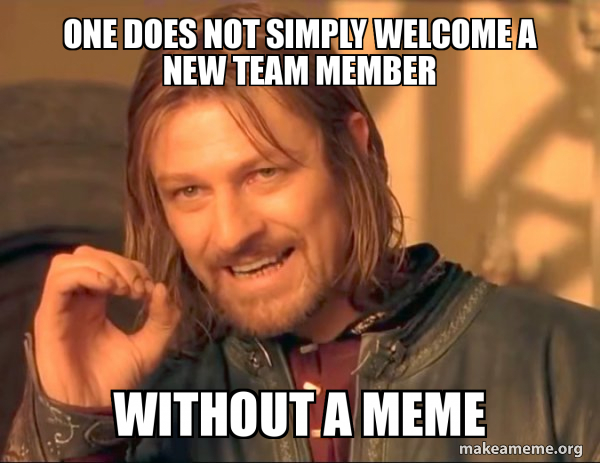 ONE DOES NOT SIMPLY WELCOME A
NEW TEAM MEMBER
WITHOUT A MEME
makeameme.org